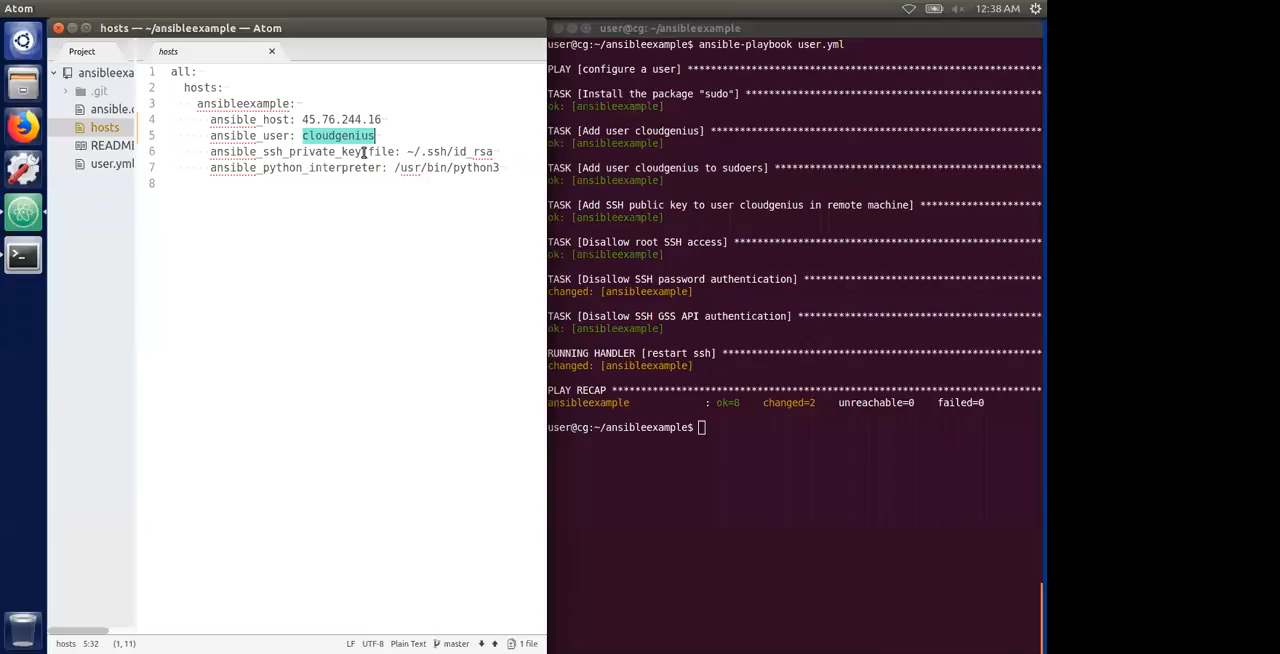 Atom
12:38 AM
hosts — ~/ansibleexample — Atom
Project
hosts
ansibleexa
.git
ansible.c
hosts
README
user.yml
1 all:
2 hosts:
3 ansibleexample:
4 ansible_host: 45.76.244.16
5 ansible_user: cloudgenius
6 ansible_ssh_private_key_file: ~/.ssh/id_rsa
7 ansible_python_interpreter: /usr/bin/python3
8
hosts 5:32 (1, 11)
LF UTF-8 Plain Text master 1 file
user@cg: ~/ansibleexample
user@cg:~/ansibleexample$ ansible-playbook user.yml
PLAY [configure a user] **********************************************
TASK [Install the package "sudo"] ***************************************
ok: [ansibleexample]
TASK [Add user cloudgenius] ********************************************
ok: [ansibleexample]
TASK [Add user cloudgenius to sudoers] ************************************
ok: [ansibleexample]
TASK [Add SSH public key to user cloudgenius in remote machine] ****************
ok: [ansibleexample]
TASK [Disallow root SSH access] ****************************************
ok: [ansibleexample]
TASK [Disallow SSH password authentication] *******************************
changed: [ansibleexample]
TASK [Disallow SSH GSS API authentication] ********************************
ok: [ansibleexample]
RUNNING HANDLER [restart ssh] *****************************************
changed: [ansibleexample]
PLAY RECAP ********************************************************
ansibleexample : ok=8 changed=2 unreachable=0 failed=0
user@cg:~/ansibleexample$